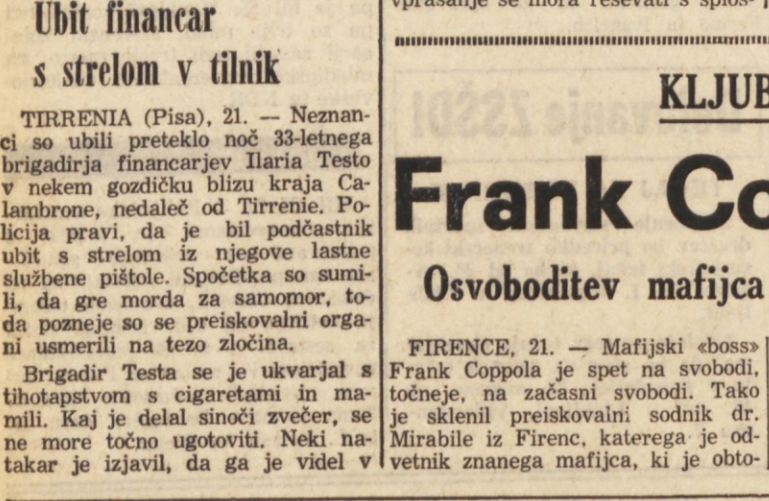 Ubit financar
s strelom v tilnik
TIRRENIA (Pisa), 21. — Neznan-
ci so ubili preteklo noč 33-letnega
brigadirja financarjev Ilaria Testo
v nekem gozdičku blizu kraja Ca-
lambrone, nedaleč od Tirrenie. Po-
licija pravi, da je bil podčastnik
ubit s strelom iz njegove lastne
službene pištole. Spočetka so sumi-
li, da gre morda za samomor, to-
da pozneje so se preiskovalni orga-
ni usmerili na tezo zločina.
Brigadir Testa se je ukvarjal s
tihotapstvom s cigaretami in ma-
mili. Kaj je delal sinoči zvečer, se
ne more točno ugotoviti. Neki na-
takar je izjavil, da ga je videl v
vprašanje se mora reševati s sploš-
KLJUB
Frank Co
Osvoboditev mafijca
FIRENCE, 21. — Mafijski «boss»
Frank Coppola je spet na svobodi,
točneje, na začasni svobodi. Tako
je sklenil preiskovalni sodnik dr.
Mirabile iz Firenc, katerega je od-
vetnik znanega mafijca, ki je obto-